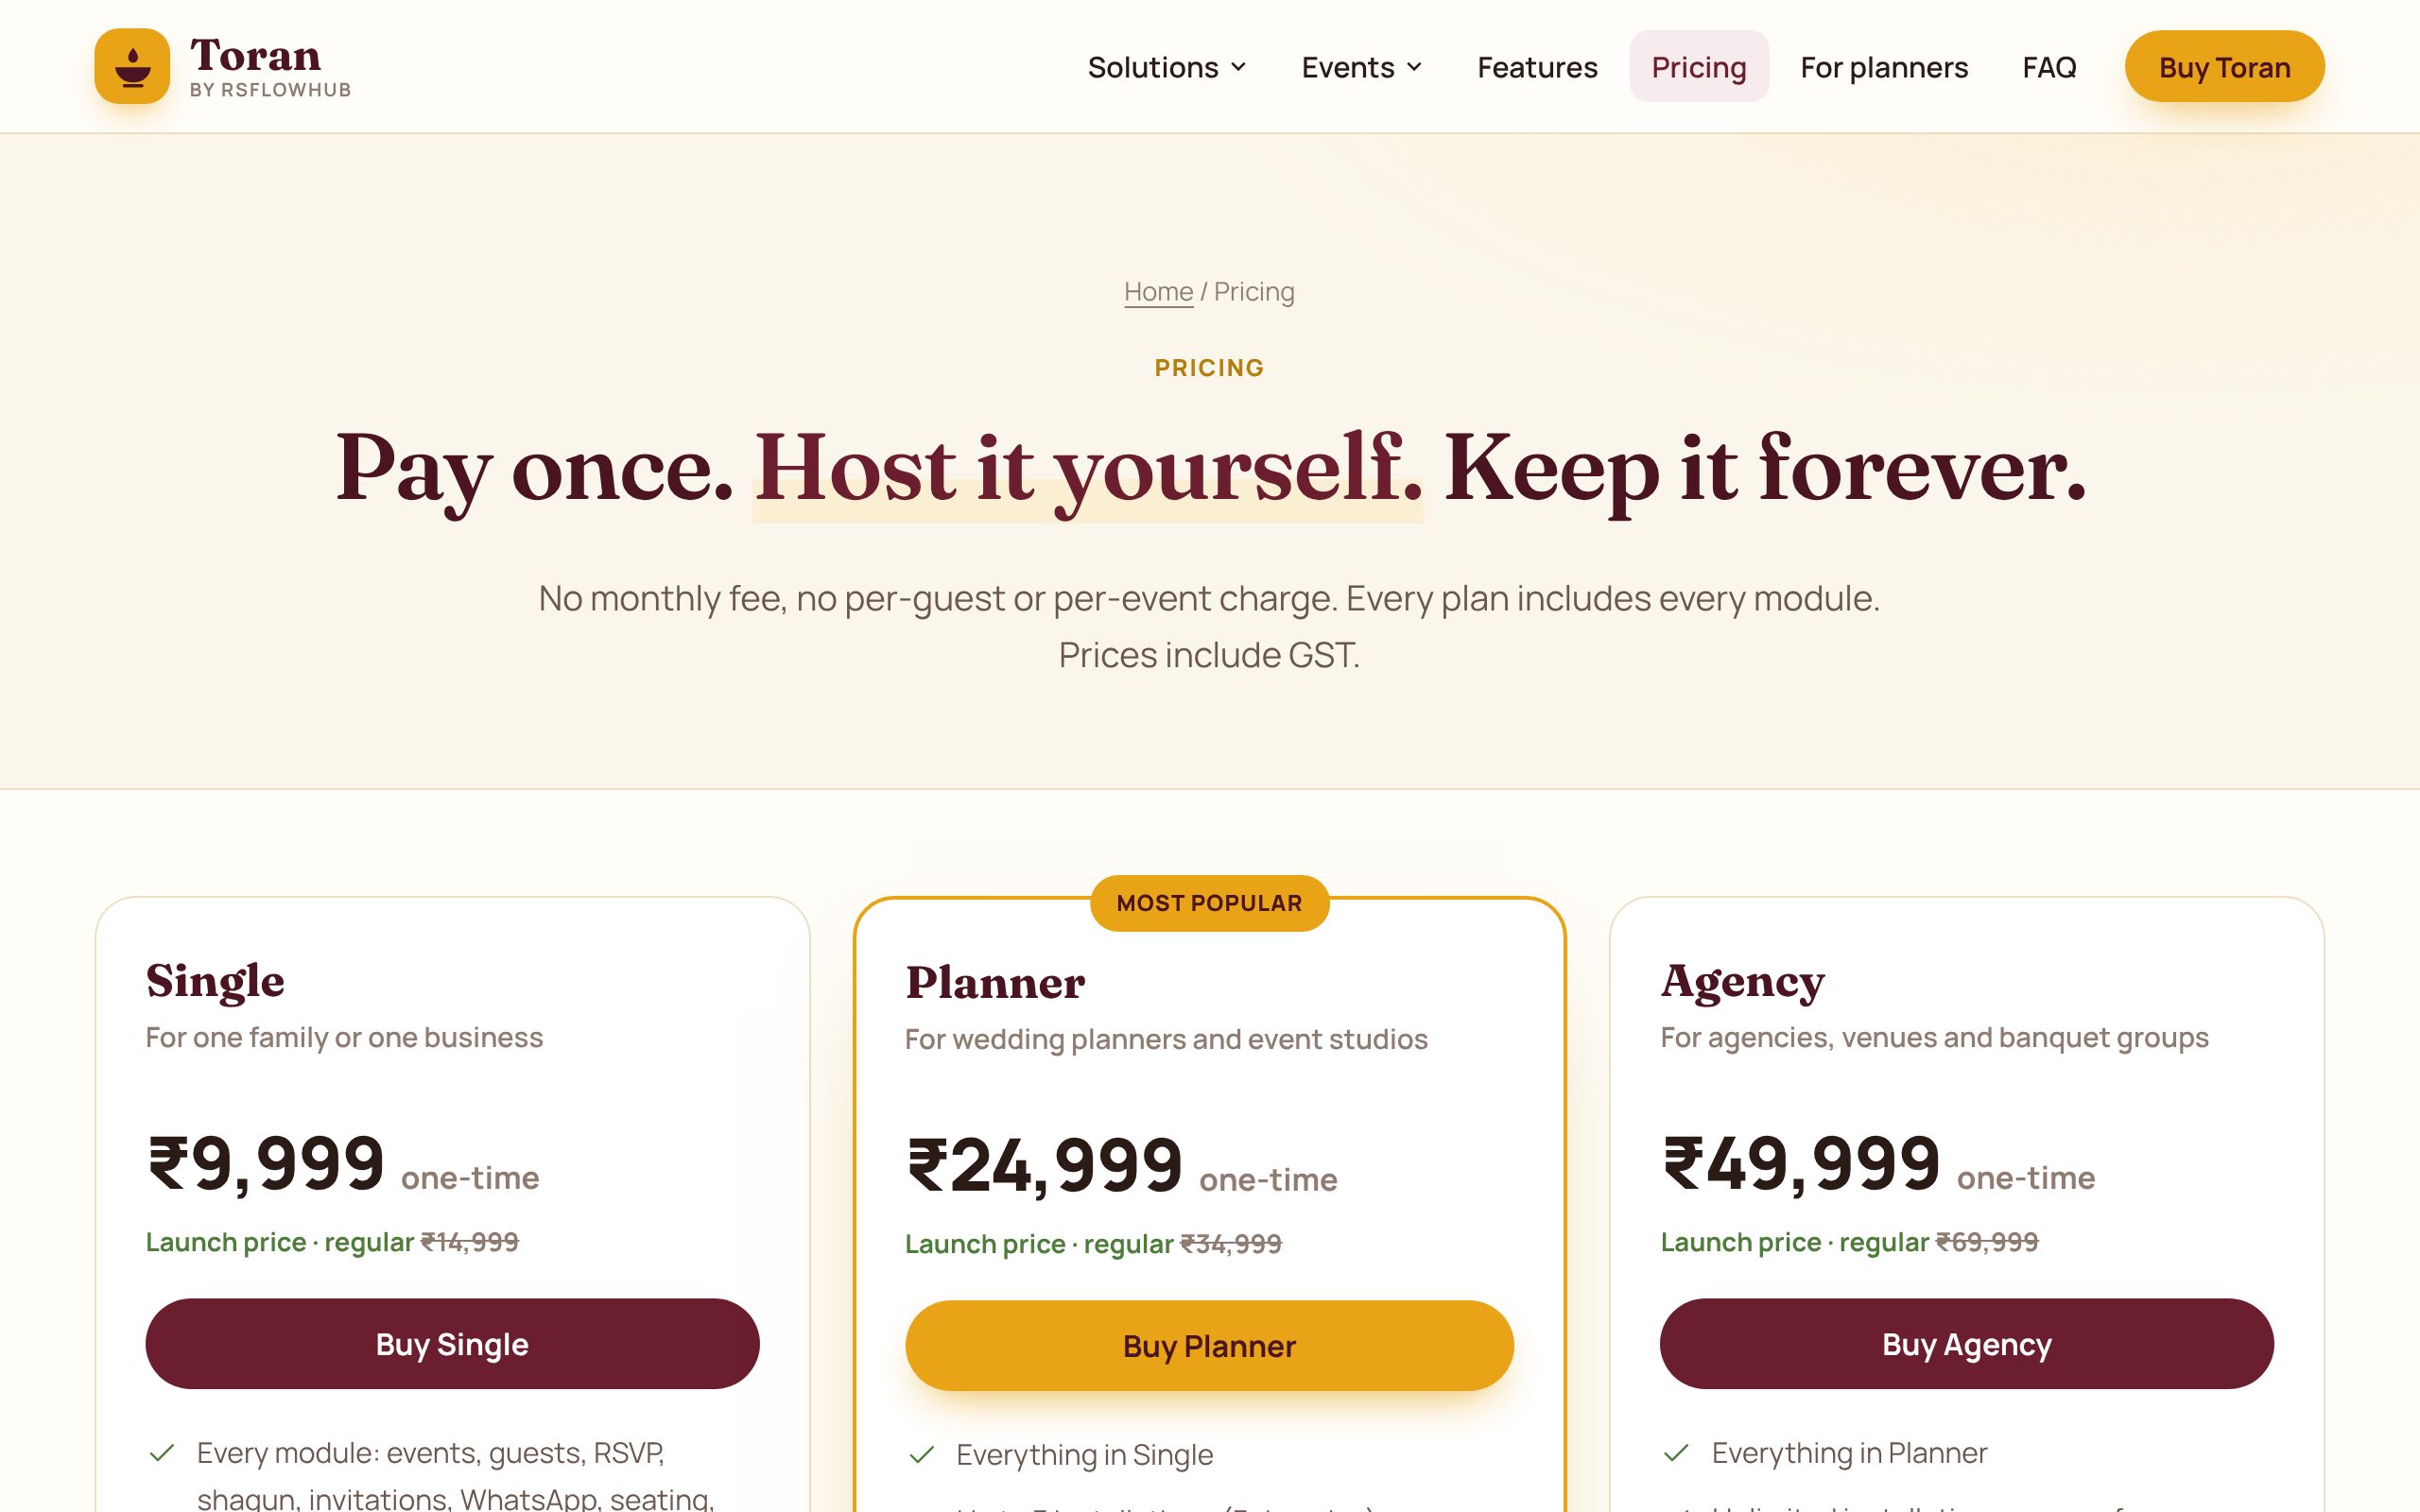 Toran
BY RSFLOWHUB
Solutions
Events
Features
Pricing
For planners
FAQ
Buy Toran
Home / Pricing
PRICING
Pay once. Host it yourself. Keep it forever.
No monthly fee, no per-guest or per-event charge. Every plan includes every module.
Prices include GST.
Single
For one family or one business
₹9,999 one-time
Launch price · regular ₹14,999
Buy Single
Every module: events, guests, RSVP,
shagun, invitations, WhatsApp, seating,
MOST POPULAR
Planner
For wedding planners and event studios
₹24,999 one-time
Launch price · regular ₹34,999
Buy Planner
Everything in Single
Agency
For agencies, venues and banquet groups
₹49,999 one-time
Launch price · regular ₹69,999
Buy Agency
Everything in Planner